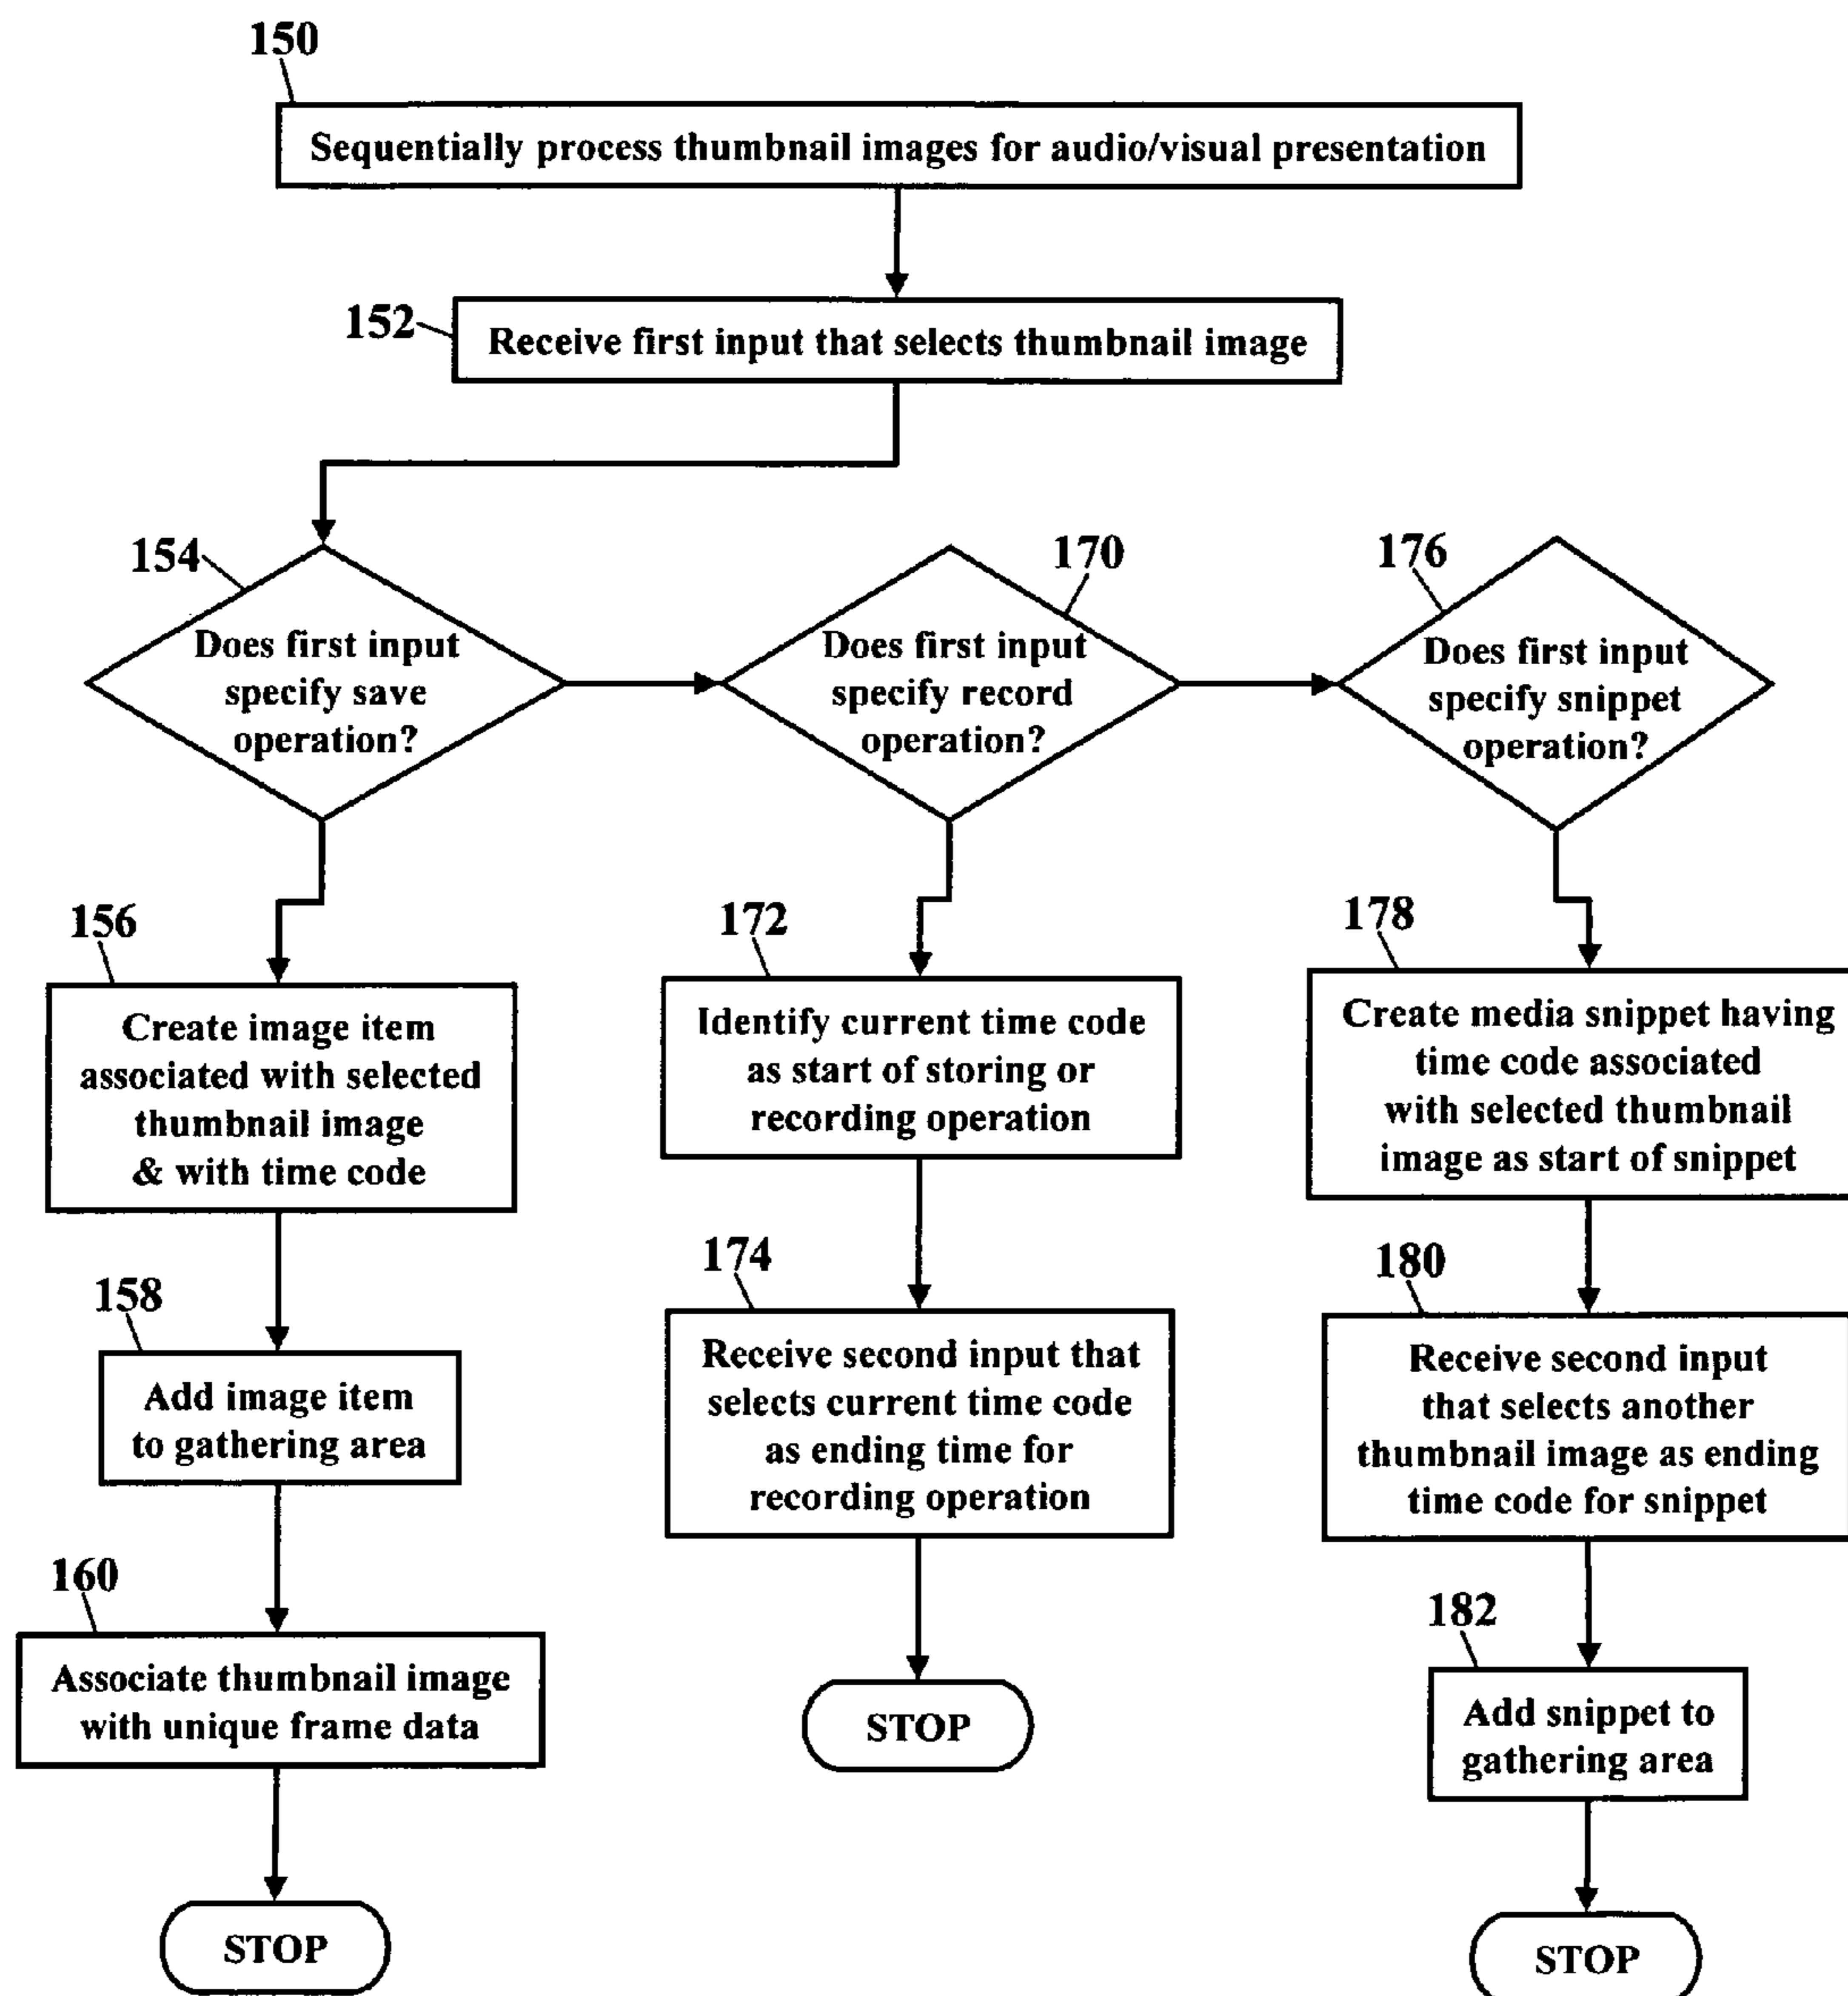 150
Sequentially process thumbnail images for audio/visual presentation
152
Receive first input that selects thumbnail image
154
Does first input
specify save
operation?
170
Does first input
specify record
operation?
176
Does first input
specify snippet
operation?
156
Create image item
associated with selected
thumbnail image
& with time code
158
Add image item
to gathering area
160
Associate thumbnail image
with unique frame data
STOP
172
Identify current time code
as start of storing or
recording operation
174
Receive second input that
selects current time code
as ending time for
recording operation
STOP
178
Create media snippet having
time code associated
with selected thumbnail
image as start of snippet
180
Receive second input
that selects another
thumbnail image as ending
time code for snippet
182
Add snippet to
gathering area
STOP